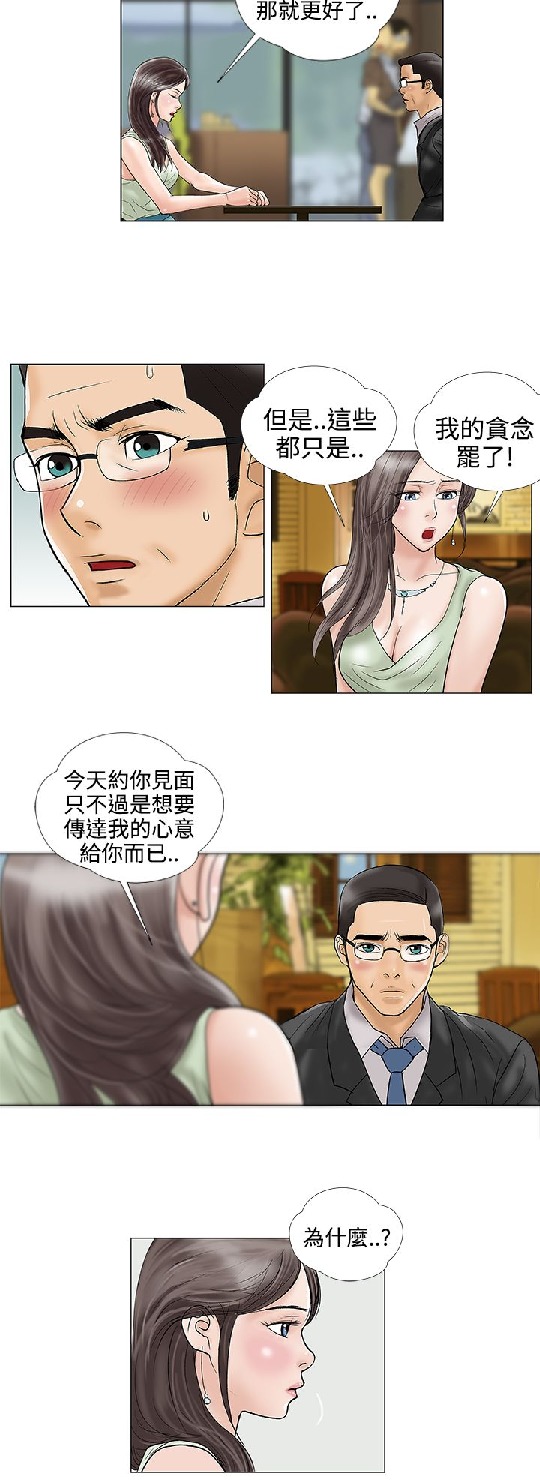 那就更好了..
但是..這些
都只是..
我的貪念
罷了!
今天約你見面
只不過是想要
傳達我的心意
給你而已..
為什麼..?